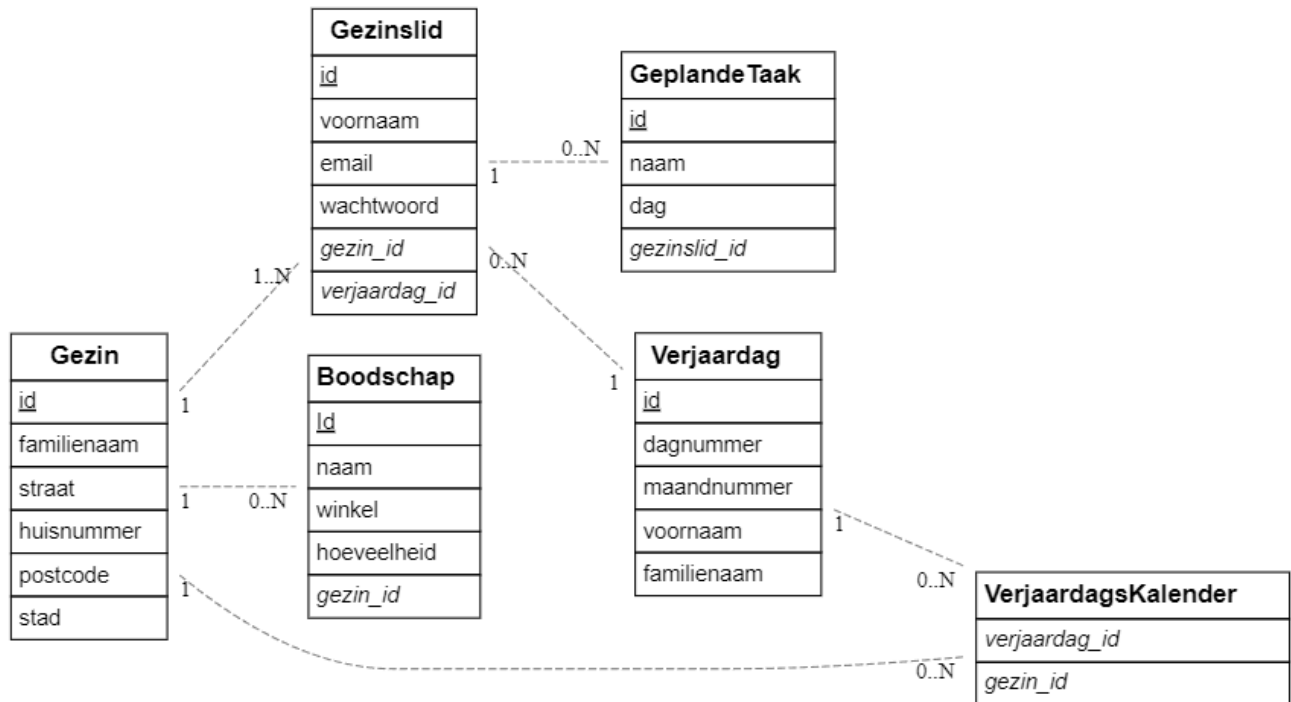 Gezinslid
id
voornaam
email
wachtwoord
gezin_id
verjaardag_id
GeplandeTaak
id
naam
dag
gezinslid_id
1
0..N
0..N
1
1..N
1
Gezin
id
familienaam
straat
huisnummer
postcode
stad
1
0..N
Boodschap
Id
naam
winkel
hoeveelheid
gezin_id
Verjaardag
id
dagnummer
maandnummer
voornaam
familienaam
1
0..N
1
0..N
VerjaardagsKalender
verjaardag_id
gezin_id